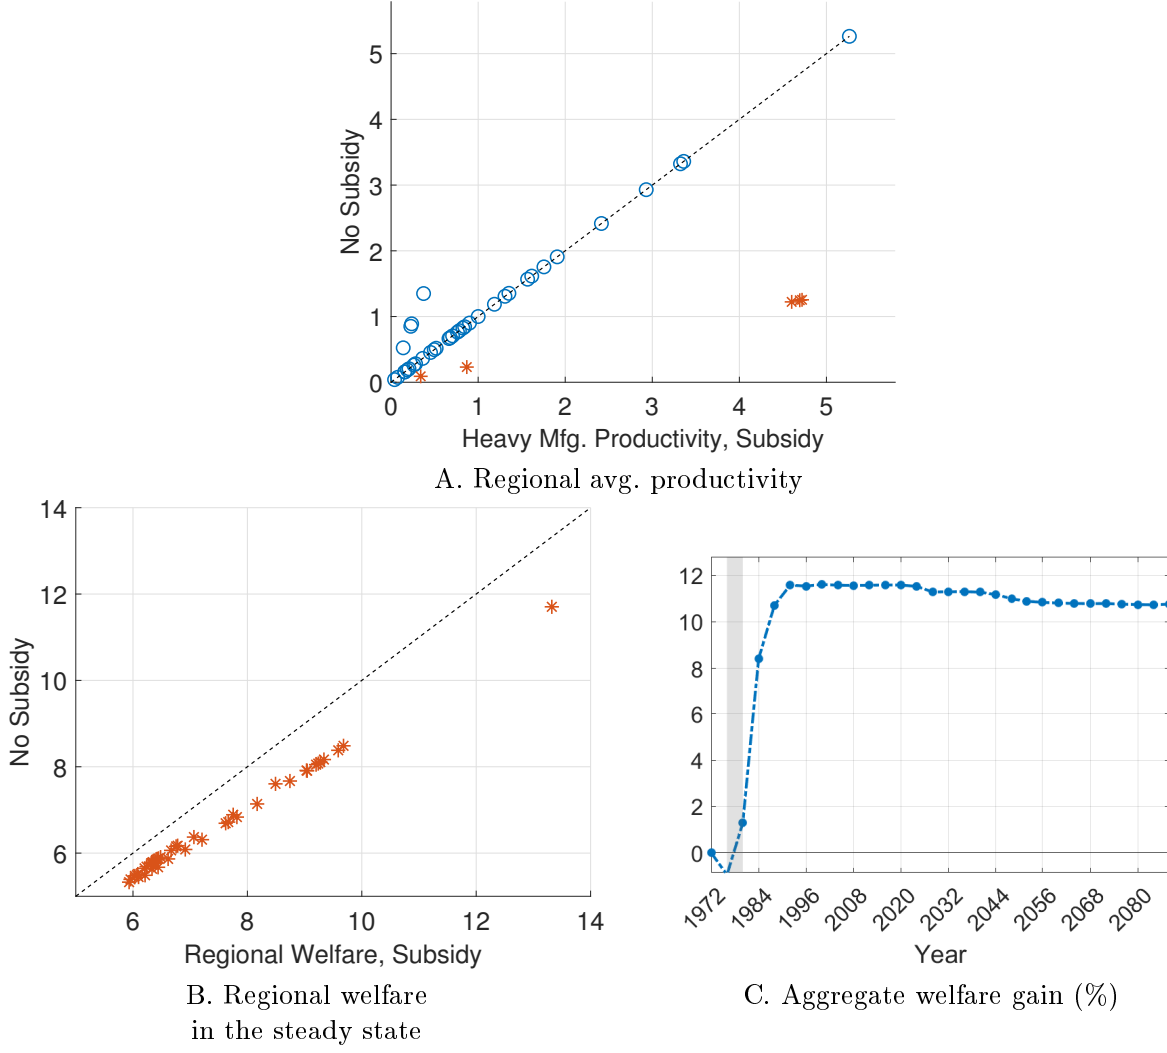 5
4
3
2
1
0
No Subsidy
0 1 2 3 4 5
Heavy Mfg. Productivity, Subsidy
A. Regional avg. productivity
14
12
10
8
6
No Subsidy
6 8 10 12 14
Regional Welfare, Subsidy
B. Regional welfare
in the steady state
12
10
8
6
4
2
0
1972 1984 1996 2008 2020 2032 2044 2056 2068 2080
Year
C. Aggregate welfare gain (%)